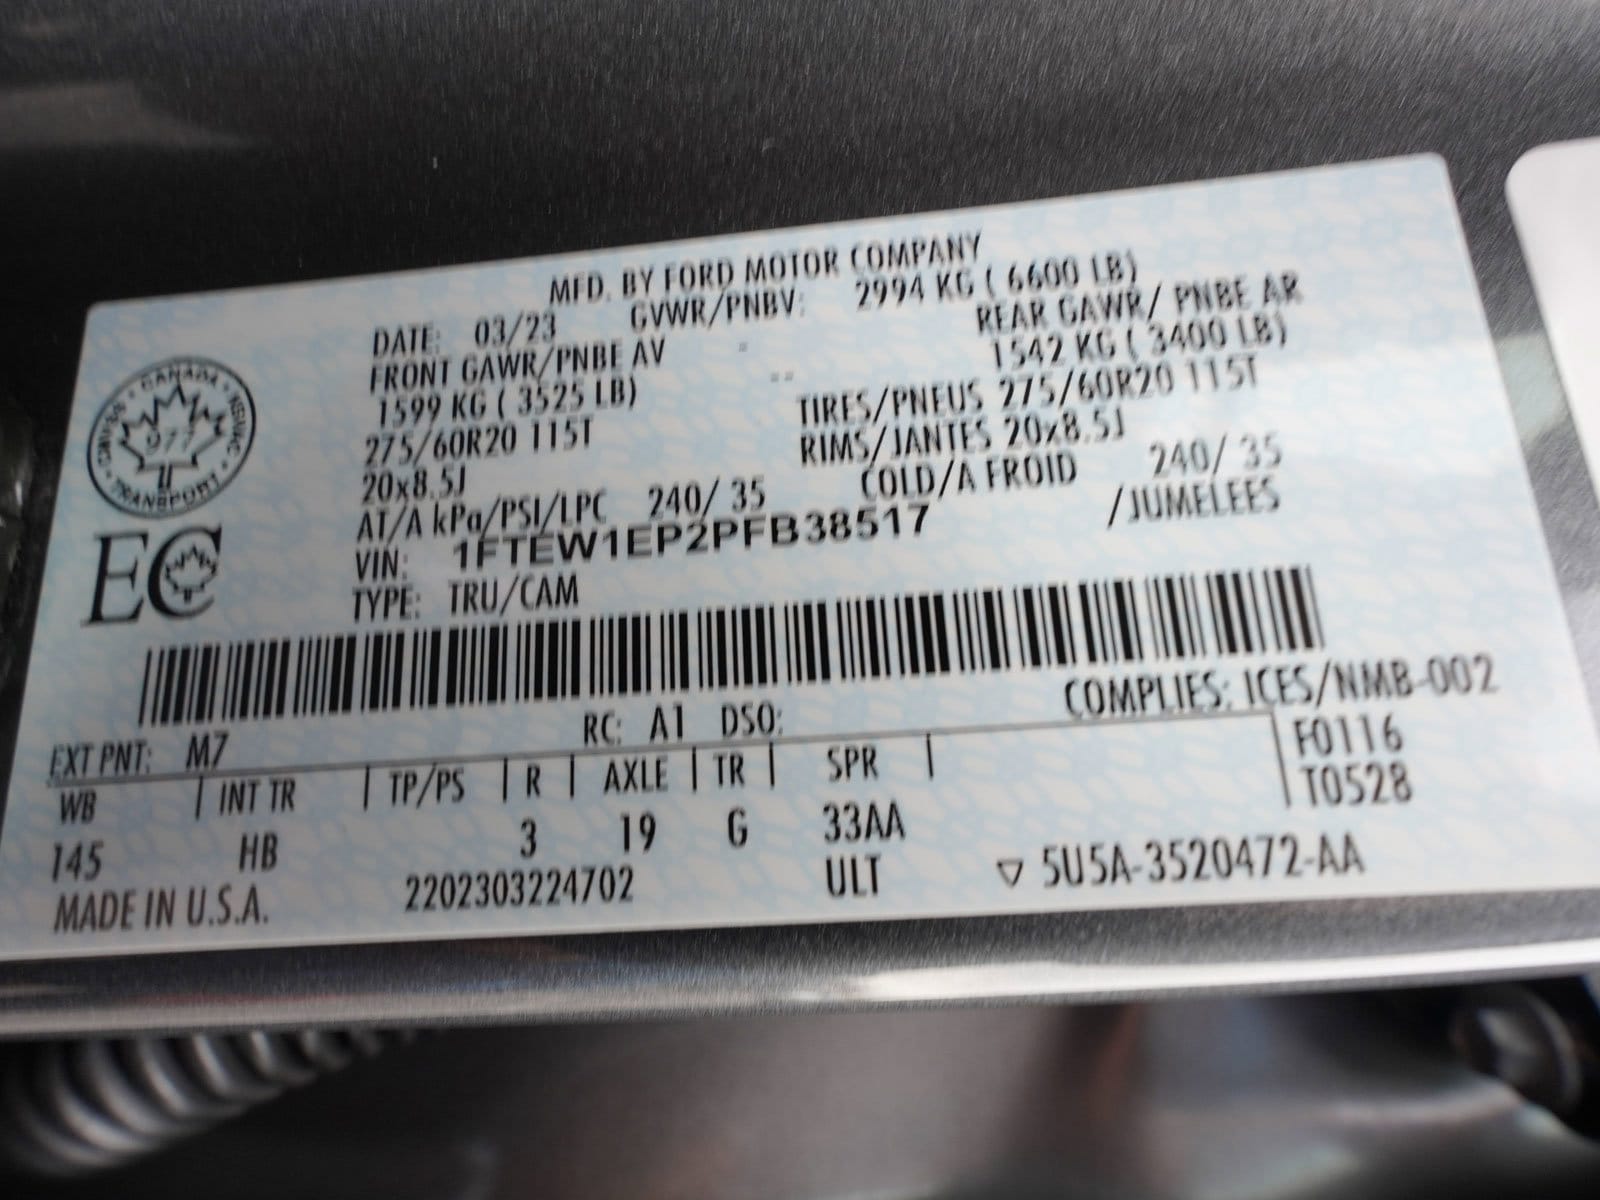 MFD. BY FORD MOTOR COMPANY
DATE: 03/23 GVWR/PNBV: 2994 KG ( 6600 LB)
FRONT GAWR/PNBE AV REAR GAWR/ PNBE AR
1599 KG ( 3525 LB) 1542 KG ( 3400 LB)
275/60R20 115T TIRES/PNEUS 275/60R20 115T
20x8.5J RIMS/JANTES 20x8.5J
AT/A kPa/PSI/LPC 240/ 35 COLD/A FROID 240/ 35
VIN: 1FTEW1EP2PFB38517 /JUMELEES
TYPE: TRU/CAM
CANADA
TRANSPORT
EC
COMPLIES: ICES/NMB-002
EXT PNT: M7 RC: A1 DSO:
WB | INT TR | TP/PS | R | AXLE | TR | SPR | F0116
T0528
145 HB 3 19 G 33AA
MADE IN U.S.A. 2202303224702 ULT ▽ 5U5A-3520472-AA